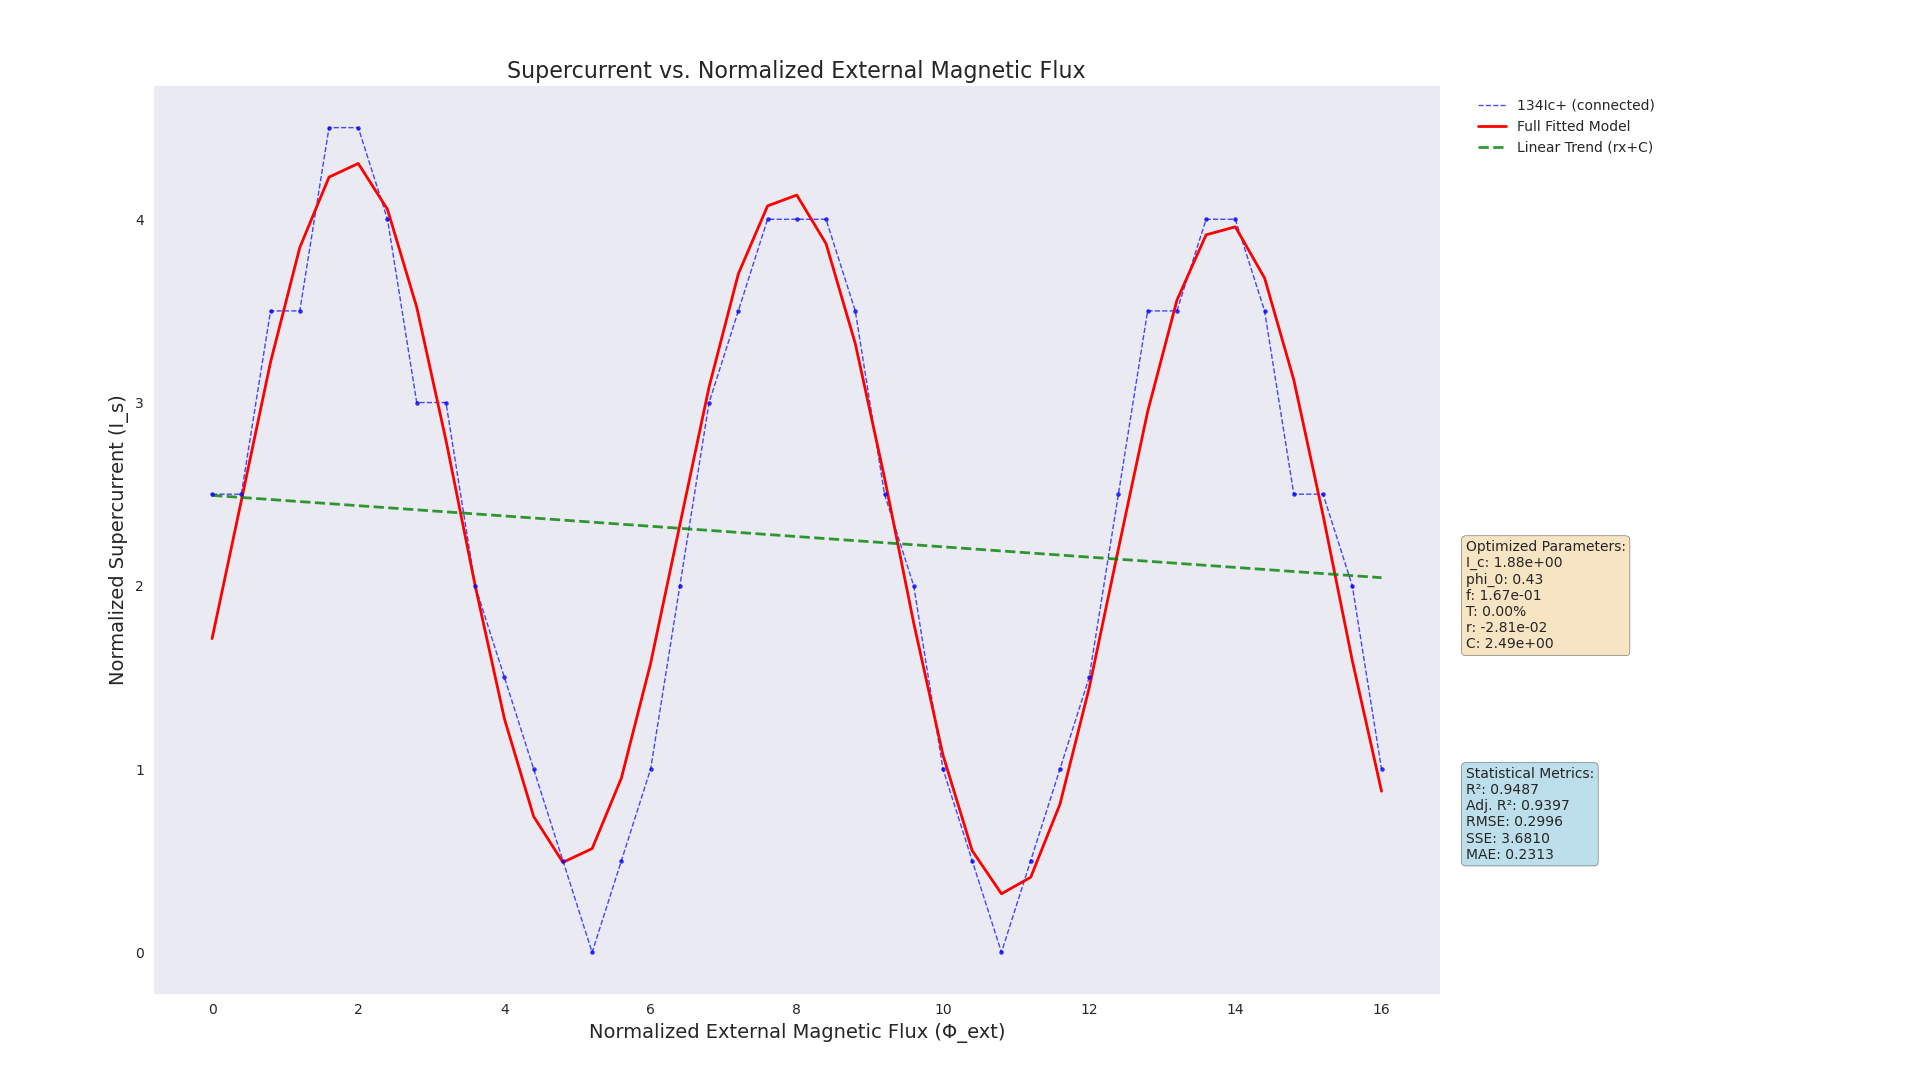 Supercurrent vs. Normalized External Magnetic Flux
134Ic+ (connected)
Full Fitted Model
Linear Trend (rx+C)
Normalized Supercurrent (I_s)
4
3
2
1
0
0 2 4 6 8 10 12 14 16
Normalized External Magnetic Flux (Φ_ext)
Optimized Parameters:
I_c: 1.88e+00
phi_0: 0.43
f: 1.67e-01
T: 0.00%
r: -2.81e-02
C: 2.49e+00
Statistical Metrics:
R²: 0.9487
Adj. R²: 0.9397
RMSE: 0.2996
SSE: 3.6810
MAE: 0.2313